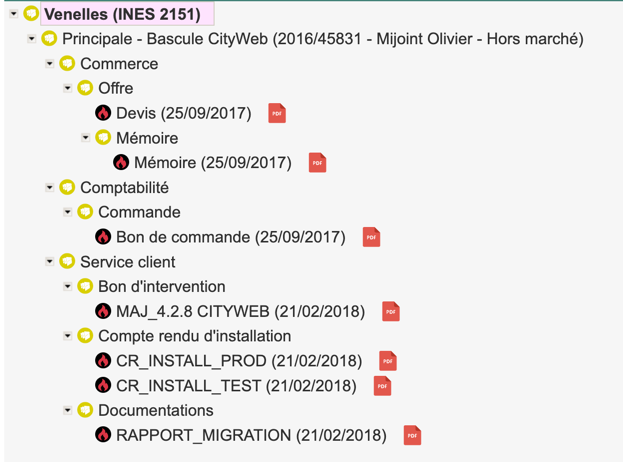 Venelles (INES 2151)
Principale - Bascule CityWeb (2016/45831 - Mijoint Olivier - Hors marché)
Commerce
Offre
Devis (25/09/2017) PDF
Mémoire
Mémoire (25/09/2017) PDF
Comptabilité
Commande
Bon de commande (25/09/2017) PDF
Service client
Bon d'intervention
MAJ_4.2.8 CITYWEB (21/02/2018) PDF
Compte rendu d'installation
CR_INSTALL_PROD (21/02/2018) PDF
CR_INSTALL_TEST (21/02/2018) PDF
Documentations
RAPPORT_MIGRATION (21/02/2018) PDF